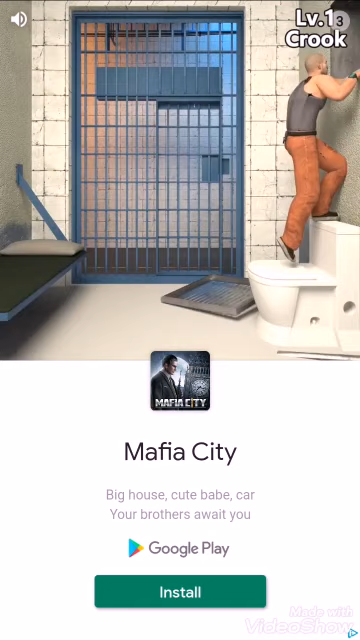 Lv.13
Crook
MAFIA CITY
Mafia City
Big house, cute babe, car
Your brothers await you
Google Play
Install
Made with
VideoShow